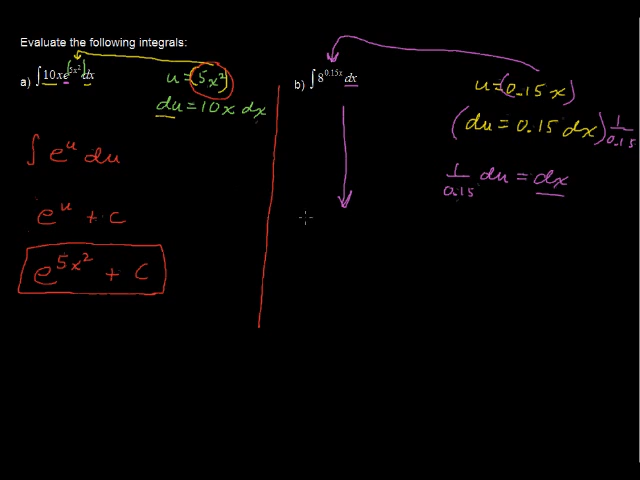 Evaluate the following integrals:
a) ∫10xe^(5x²) dx
u = (5x²)
du = 10x dx
∫ e^u du
e^u + c
e^5x² + C
b) ∫8^0.15x dx
u = (0.15x)
(du = 0.15 dx) 1/0.15
1/0.15 du = dx